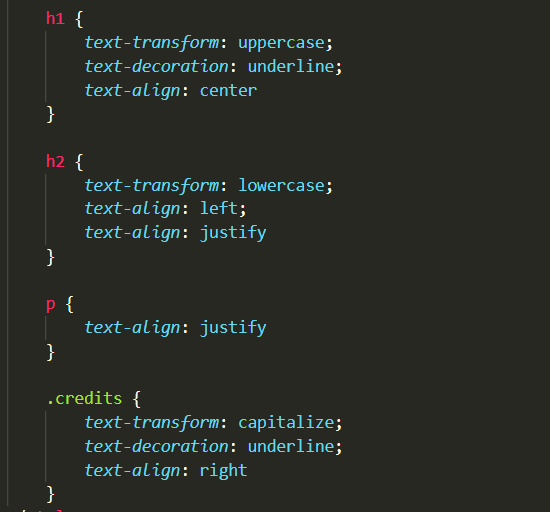 h1 {
text-transform: uppercase;
text-decoration: underline;
text-align: center
}
h2 {
text-transform: lowercase;
text-align: left;
text-align: justify
}
p {
text-align: justify
}
.credits {
text-transform: capitalize;
text-decoration: underline;
text-align: right
}